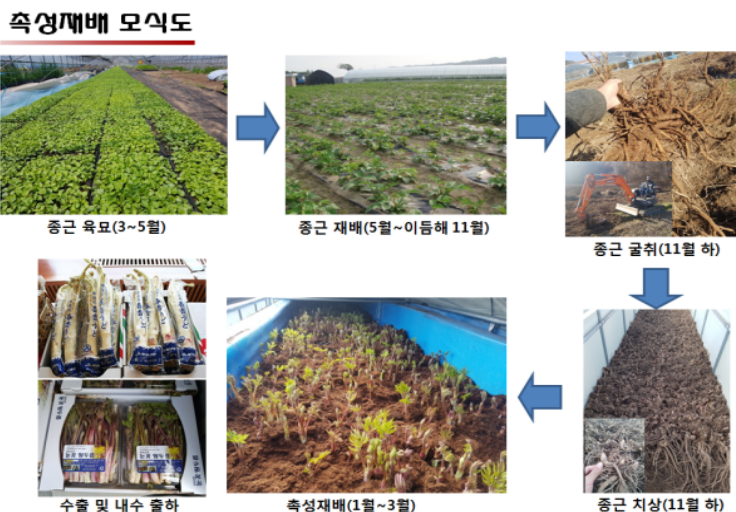 촉성재배 모식도
종근 육묘(3~5월)
종근 재배(5월~이듬해 11월)
종근 굴취(11월 하)
종근 치상(11월 하)
촉성재배(1월~3월)
수출 및 내수 출하